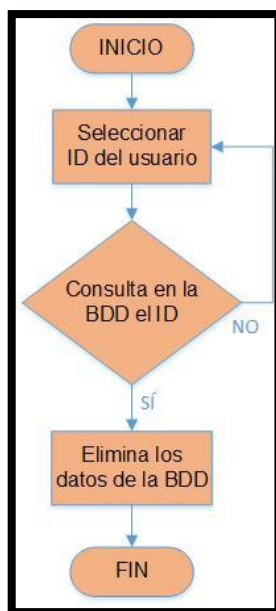 INICIO
Seleccionar
ID del usuario
Consulta en la
BDD el ID
NO
SÍ
Elimina los
datos de la BDD
FIN